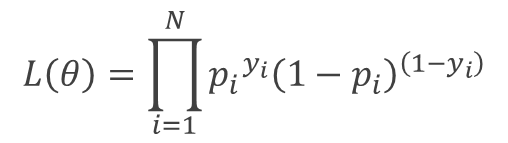 L(θ) = ∏_{i=1}^{N} p_i^{y_i}(1 − p_i)^{(1−y_i)}